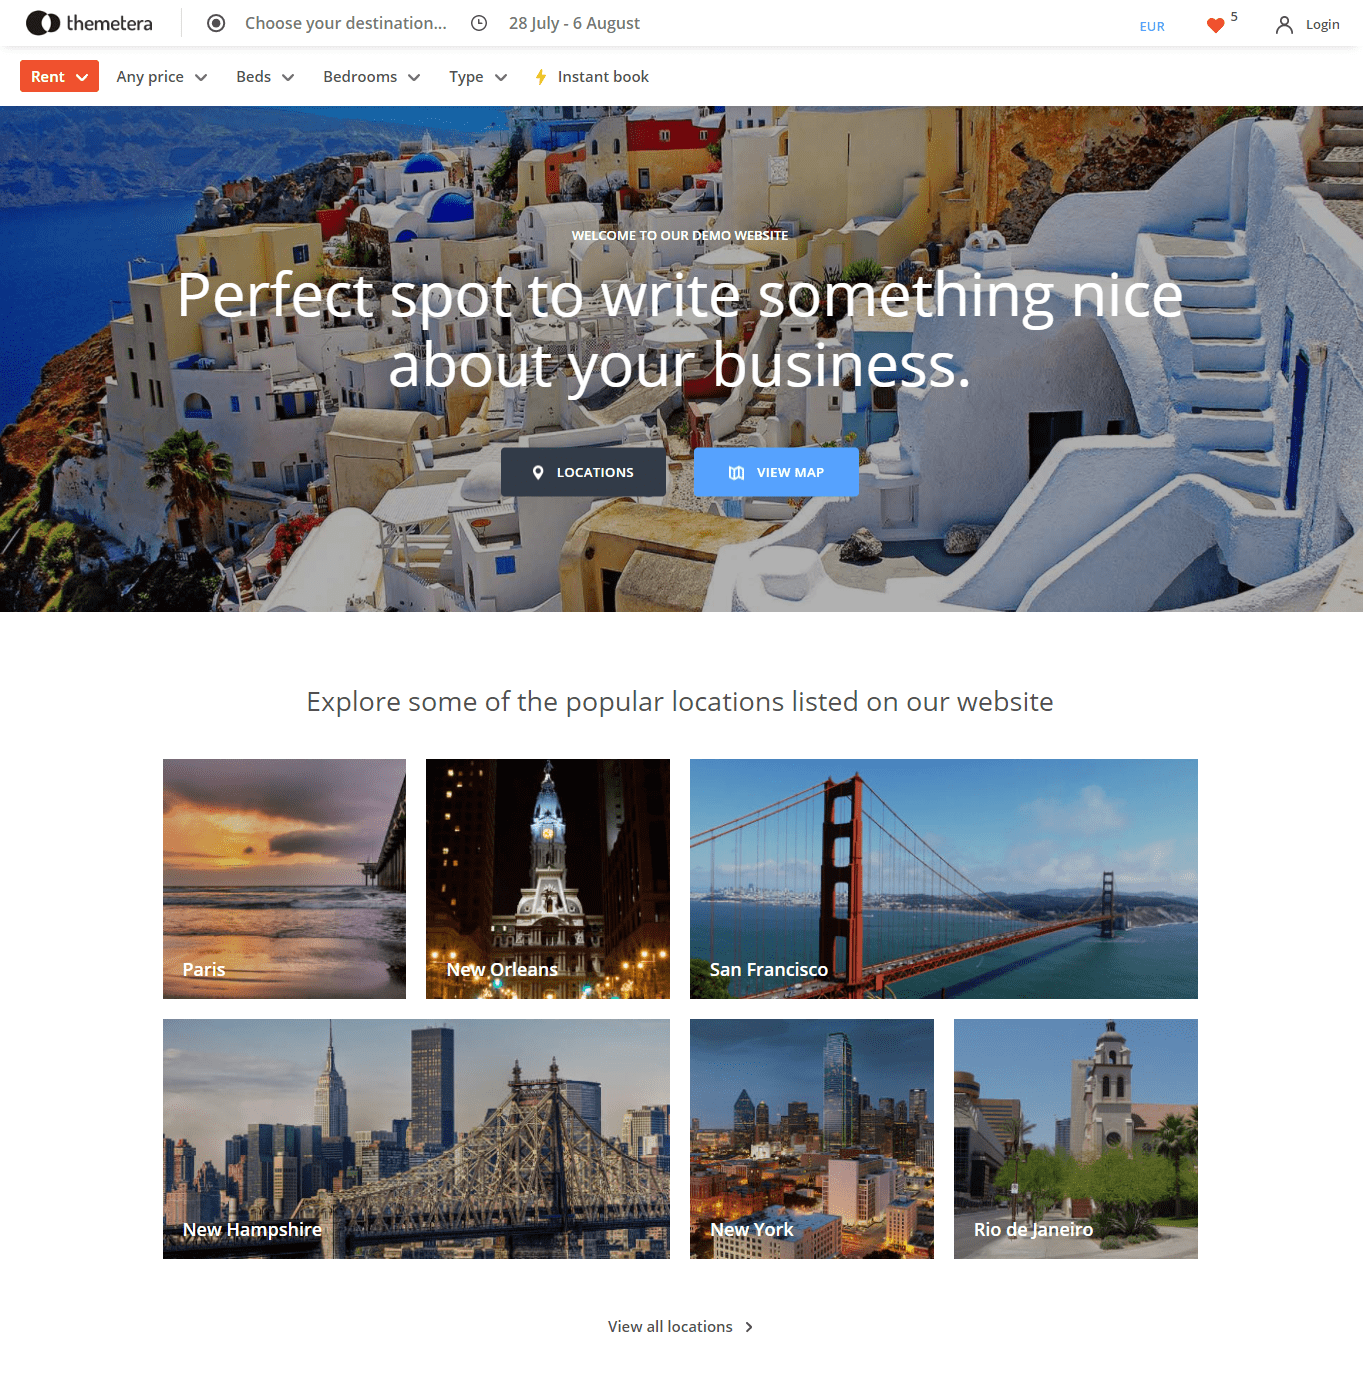 themetera
Choose your destination...
28 July - 6 August
EUR
5
Login
Rent
Any price
Beds
Bedrooms
Type
Instant book
WELCOME TO OUR DEMO WEBSITE
Perfect spot to write something nice
about your business.
LOCATIONS
VIEW MAP
Explore some of the popular locations listed on our website
Paris
New Orleans
San Francisco
New Hampshire
New York
Rio de Janeiro
View all locations